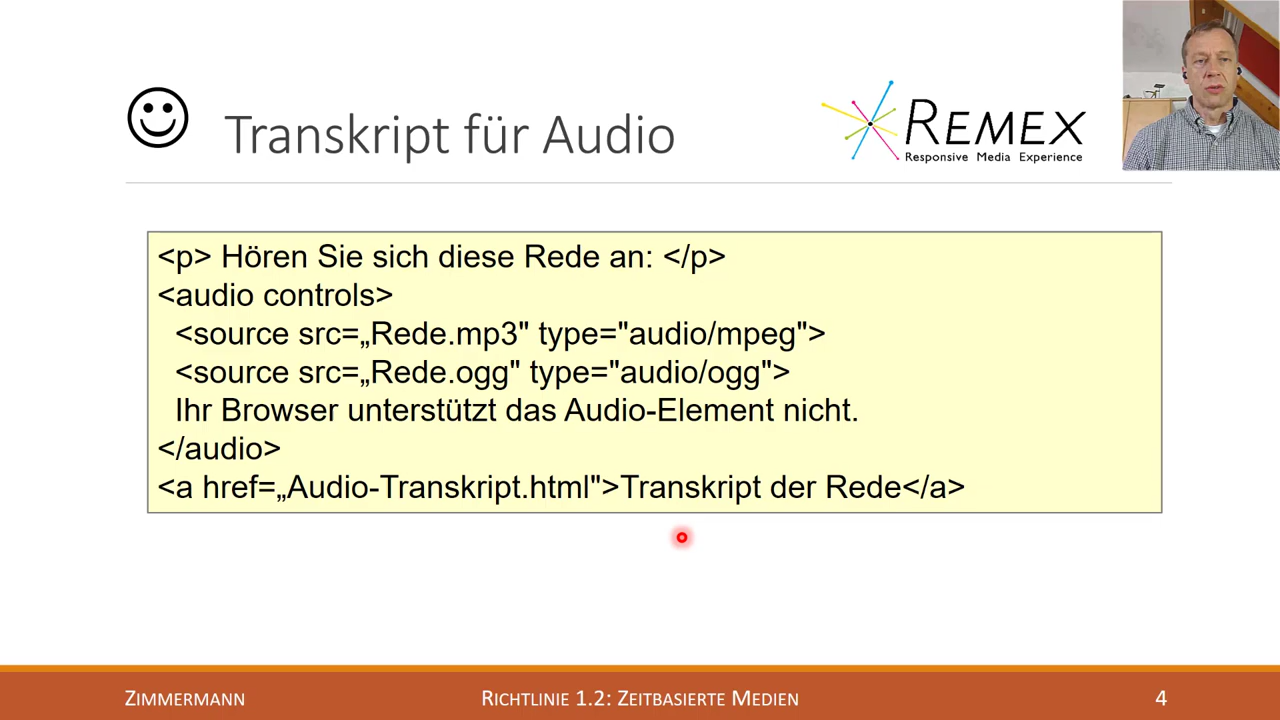 Transkript für Audio
REMEX
Responsive Media Experience
<p> Hören Sie sich diese Rede an: </p>
<audio controls>
<source src=„Rede.mp3" type="audio/mpeg">
<source src=„Rede.ogg" type="audio/ogg">
Ihr Browser unterstützt das Audio-Element nicht.
</audio>
<a href=„Audio-Transkript.html">Transkript der Rede</a>
ZIMMERMANN
RICHTLINIE 1.2: ZEITBASIERTE MEDIEN
4